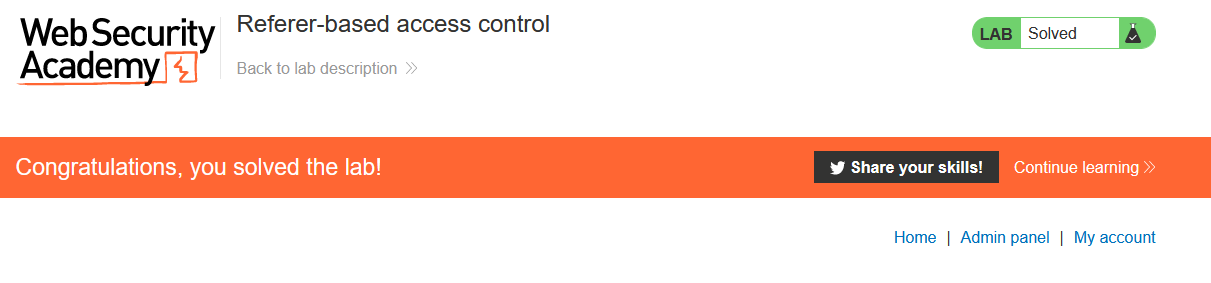 Web Security
Academy
Referer-based access control
Back to lab description
LAB Solved
Congratulations, you solved the lab!
Share your skills!
Continue learning
Home | Admin panel | My account